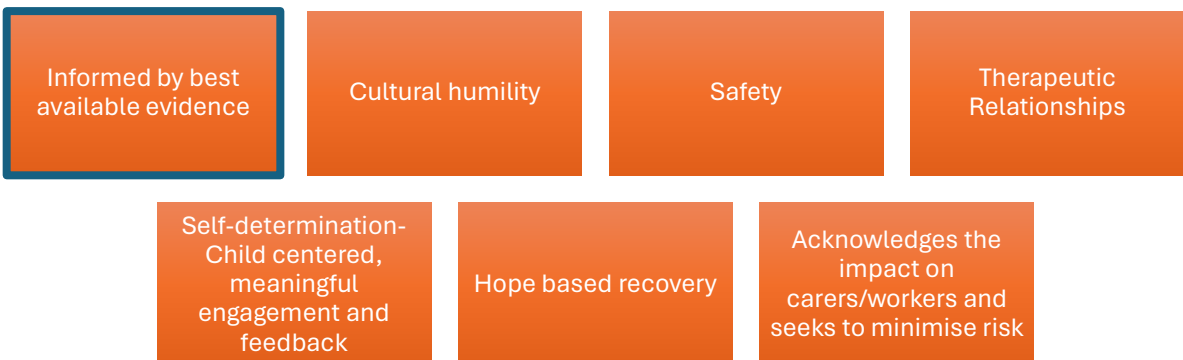 Informed by best
available evidence
Cultural humility
Safety
Therapeutic
Relationships
Self-determination-
Child centered,
meaningful
engagement and
feedback
Hope based recovery
Acknowledges the
impact on
carers/workers and
seeks to minimise risk